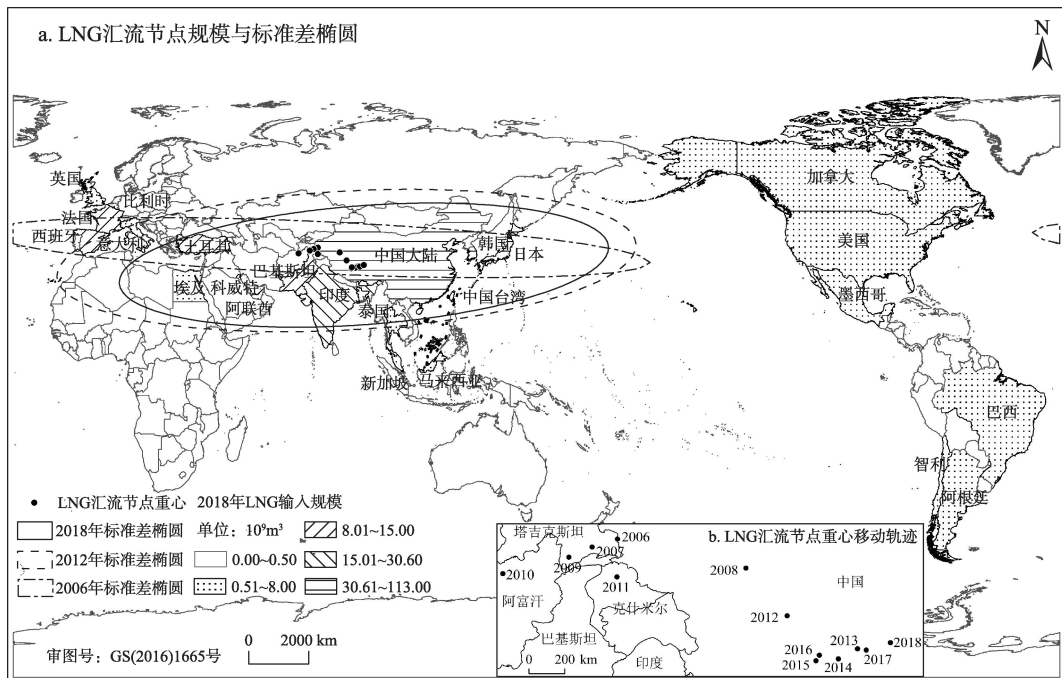 a. LNG汇流节点规模与标准差椭圆
N
英国
比利时
法国
西班牙
意大利
土耳其
巴基斯坦
中国大陆
韩国
日本
埃及
科威特
阿联酋
印度
泰国
中国台湾
新加坡
马来西亚
加拿大
美国
墨西哥
巴西
智利
阿根廷
LNG汇流节点重心 2018年LNG输入规模
2018年标准差椭圆 单位：10⁹m³ 8.01~15.00
2012年标准差椭圆 0.00~0.50 15.01~30.60
2006年标准差椭圆 0.51~8.00 30.61~113.00
审图号：GS(2016)1665号
0 2000 km
b. LNG汇流节点重心移动轨迹
塔吉克斯坦
2006
2007
2009
2010
2011
2008
中国
阿富汗
克什米尔
2012
巴基斯坦
印度
2013
2018
2016
2015
2014
2017
0 200 km